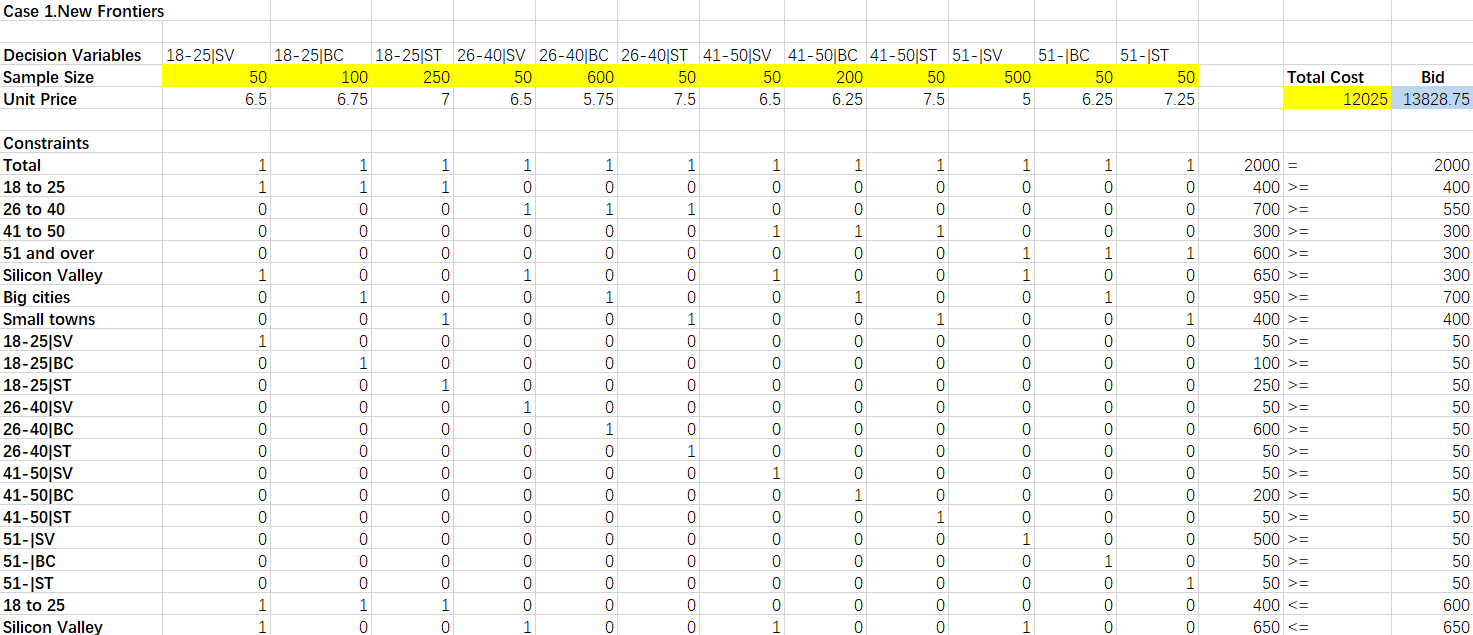 Case 1.New Frontiers
Decision Variables 18-25|SV 18-25|BC 18-25|ST 26-40|SV 26-40|BC 26-40|ST 41-50|SV 41-50|BC 41-50|ST 51-|SV 51-|BC 51-|ST
Sample Size 50 100 250 50 600 50 50 200 50 500 50 50 Total Cost Bid
Unit Price 6.5 6.75 7 6.5 5.75 7.5 6.5 6.25 7.5 5 6.25 7.25 12025 13828.75
Constraints
Total 1 1 1 1 1 1 1 1 1 1 1 1 2000 = 2000
18 to 25 1 1 1 0 0 0 0 0 0 0 0 0 400 >= 400
26 to 40 0 0 0 1 1 1 0 0 0 0 0 0 700 >= 550
41 to 50 0 0 0 0 0 0 1 1 1 0 0 0 300 >= 300
51 and over 0 0 0 0 0 0 0 0 0 1 1 1 600 >= 300
Silicon Valley 1 0 0 1 0 0 1 0 0 1 0 0 650 >= 300
Big cities 0 1 0 0 1 0 0 1 0 0 1 0 950 >= 700
Small towns 0 0 1 0 0 1 0 0 1 0 0 1 400 >= 400
18-25|SV 1 0 0 0 0 0 0 0 0 0 0 0 50 >= 50
18-25|BC 0 1 0 0 0 0 0 0 0 0 0 0 100 >= 50
18-25|ST 0 0 1 0 0 0 0 0 0 0 0 0 250 >= 50
26-40|SV 0 0 0 1 0 0 0 0 0 0 0 0 50 >= 50
26-40|BC 0 0 0 0 1 0 0 0 0 0 0 0 600 >= 50
26-40|ST 0 0 0 0 0 1 0 0 0 0 0 0 50 >= 50
41-50|SV 0 0 0 0 0 0 1 0 0 0 0 0 50 >= 50
41-50|BC 0 0 0 0 0 0 0 1 0 0 0 0 200 >= 50
41-50|ST 0 0 0 0 0 0 0 0 1 0 0 0 50 >= 50
51-|SV 0 0 0 0 0 0 0 0 0 1 0 0 500 >= 50
51-|BC 0 0 0 0 0 0 0 0 0 0 1 0 50 >= 50
51-|ST 0 0 0 0 0 0 0 0 0 0 0 1 50 >= 50
18 to 25 1 1 1 0 0 0 0 0 0 0 0 0 400 <= 600
Silicon Valley 1 0 0 1 0 0 1 0 0 1 0 0 650 <= 650